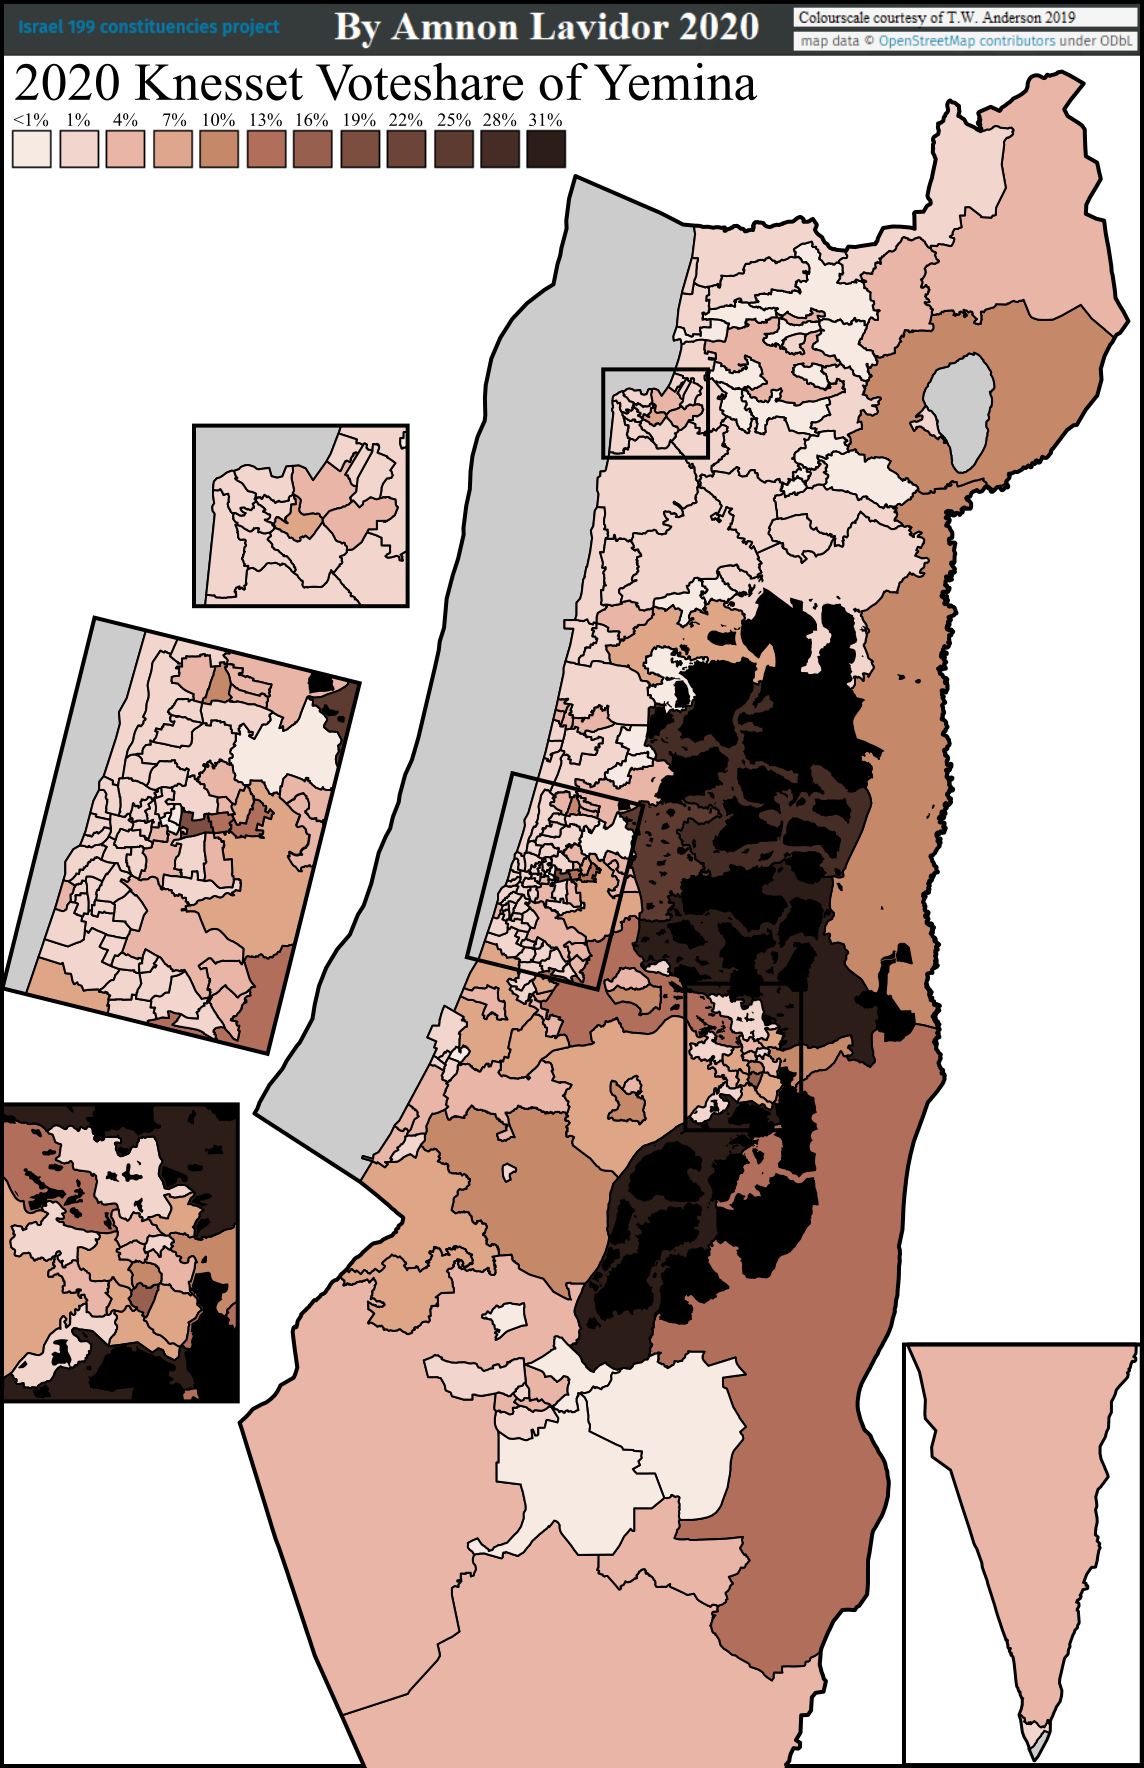 Israel 199 constituencies project
By Amnon Lavidor 2020
Colourscale courtesy of T.W. Anderson 2019
map data © OpenStreetMap contributors under ODbL
2020 Knesset Voteshare of Yemina
<1% 1% 4% 7% 10% 13% 16% 19% 22% 25% 28% 31%